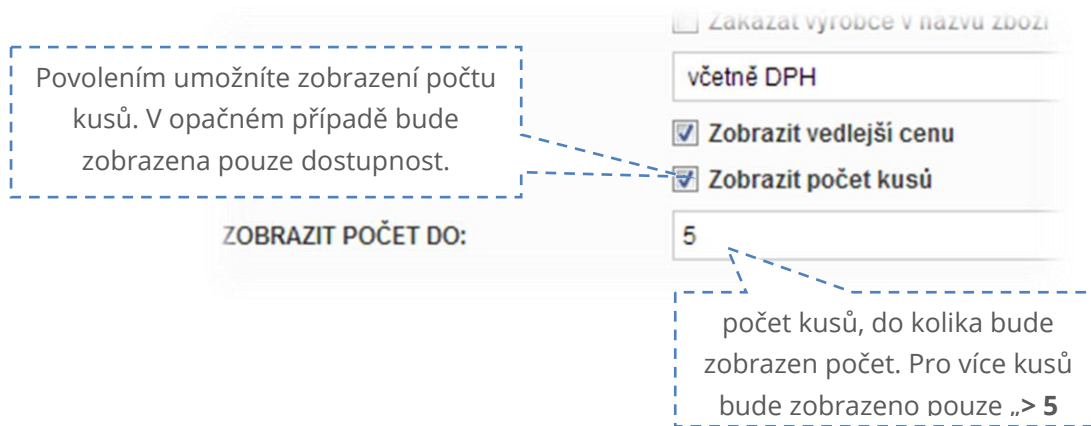 Zakázat výrobce v názvu zboží
Povolením umožníte zobrazení počtu
kusů. V opačném případě bude
zobrazena pouze dostupnost.
včetně DPH
Zobrazit vedlejší cenu
Zobrazit počet kusů
ZOBRAZIT POČET DO:
5
počet kusů, do kolika bude
zobrazen počet. Pro více kusů
bude zobrazeno pouze „> 5